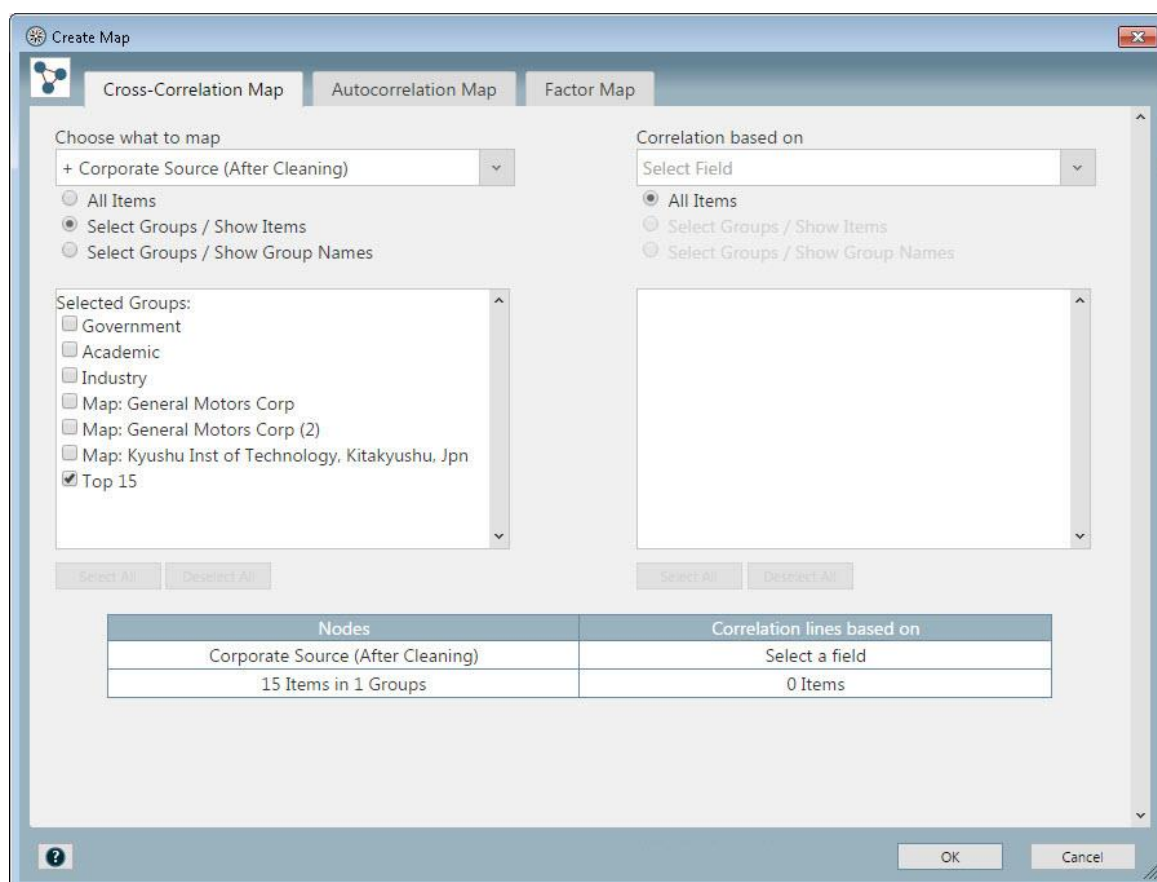 Create Map
Cross-Correlation Map
Autocorrelation Map
Factor Map
Choose what to map
+ Corporate Source (After Cleaning)
All Items
Select Groups / Show Items
Select Groups / Show Group Names
Selected Groups:
Government
Academic
Industry
Map: General Motors Corp
Map: General Motors Corp (2)
Map: Kyushu Inst of Technology, Kitakyushu, Jpn
Top 15
Select All
Deselect All
Correlation based on
Select Field
All Items
Select Groups / Show Items
Select Groups / Show Group Names
Select All
Deselect All
Nodes
Correlation lines based on
Corporate Source (After Cleaning)
Select a field
15 Items in 1 Groups
0 Items
?
OK
Cancel